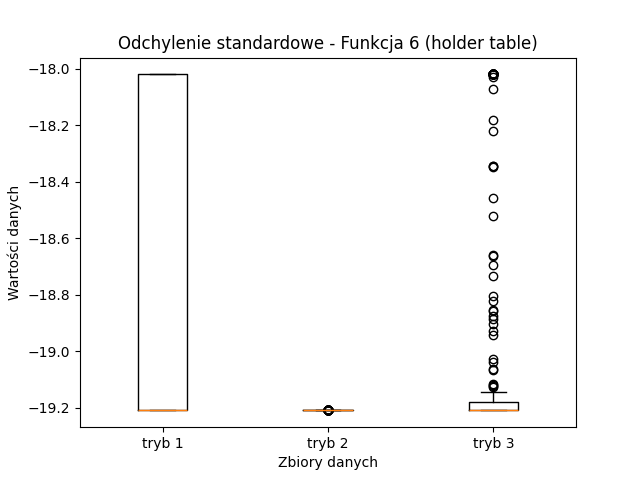 Odchylenie standardowe - Funkcja 6 (holder table)
Wartości danych
−18.0
−18.2
−18.4
−18.6
−18.8
−19.0
−19.2
tryb 1
tryb 2
tryb 3
Zbiory danych